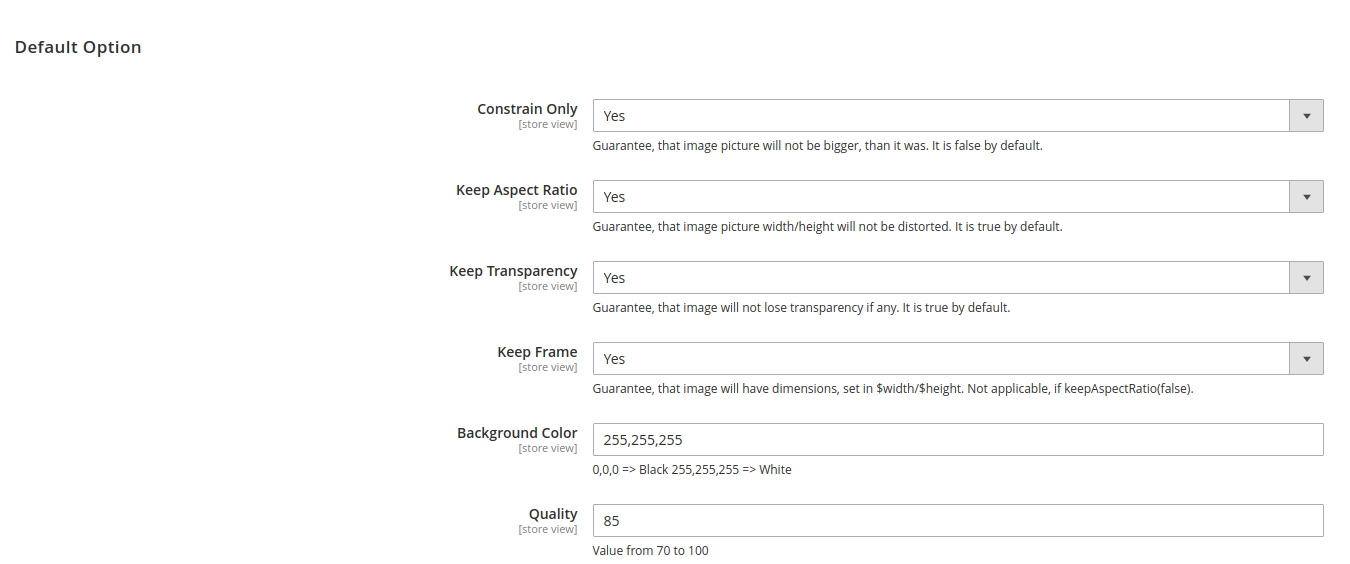 Default Option
Constrain Only
[store view]
Yes
Guarantee, that image picture will not be bigger, than it was. It is false by default.
Keep Aspect Ratio
[store view]
Yes
Guarantee, that image picture width/height will not be distorted. It is true by default.
Keep Transparency
[store view]
Yes
Guarantee, that image will not lose transparency if any. It is true by default.
Keep Frame
[store view]
Yes
Guarantee, that image will have dimensions, set in $width/$height. Not applicable, if keepAspectRatio(false).
Background Color
[store view]
255,255,255
0,0,0 => Black 255,255,255 => White
Quality
[store view]
85
Value from 70 to 100